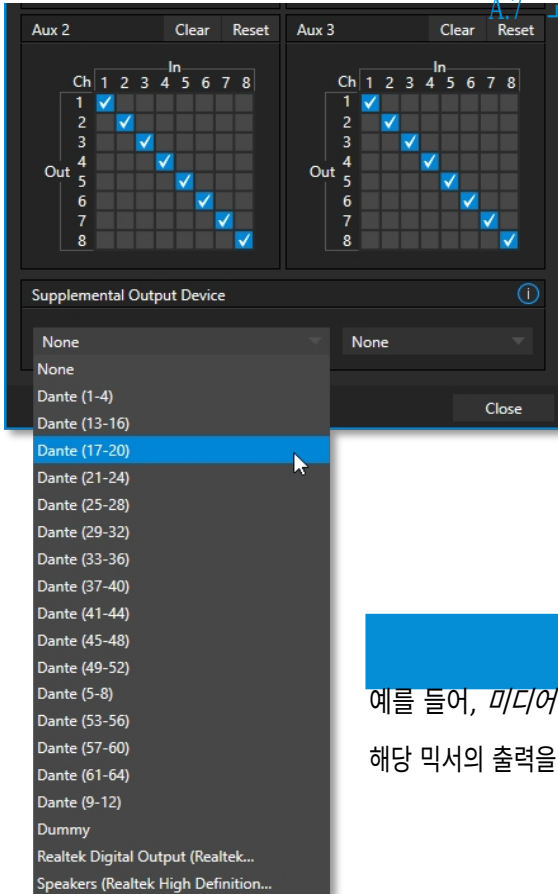 A.7
Aux 2 Clear Reset Aux 3 Clear Reset
In In
Ch 1 2 3 4 5 6 7 8 Ch 1 2 3 4 5 6 7 8
1 1
2 2
3 3
4 4
Out Out
5 5
6 6
7 7
8 8
Supplemental Output Device
None None
None
Dante (1-4)
Close
Dante (13-16)
Dante (17-20)
Dante (21-24)
Dante (25-28)
Dante (29-32)
Dante (33-36)
Dante (37-40)
Dante (41-44)
Dante (45-48)
Dante (49-52)
Dante (5-8)
Dante (53-56)
Dante (57-60)
Dante (61-64)
Dante (9-12)
Dummy
Realtek Digital Output (Realtek...
Speakers (Realtek High Definition...
예를 들어, 미디어
해당 믹서의 출력을